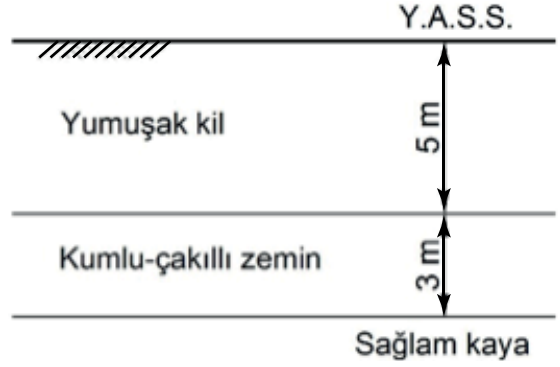 Y.A.S.S.
Yumuşak kil
5 m
Kumlu-çakıllı zemin
3 m
Sağlam kaya